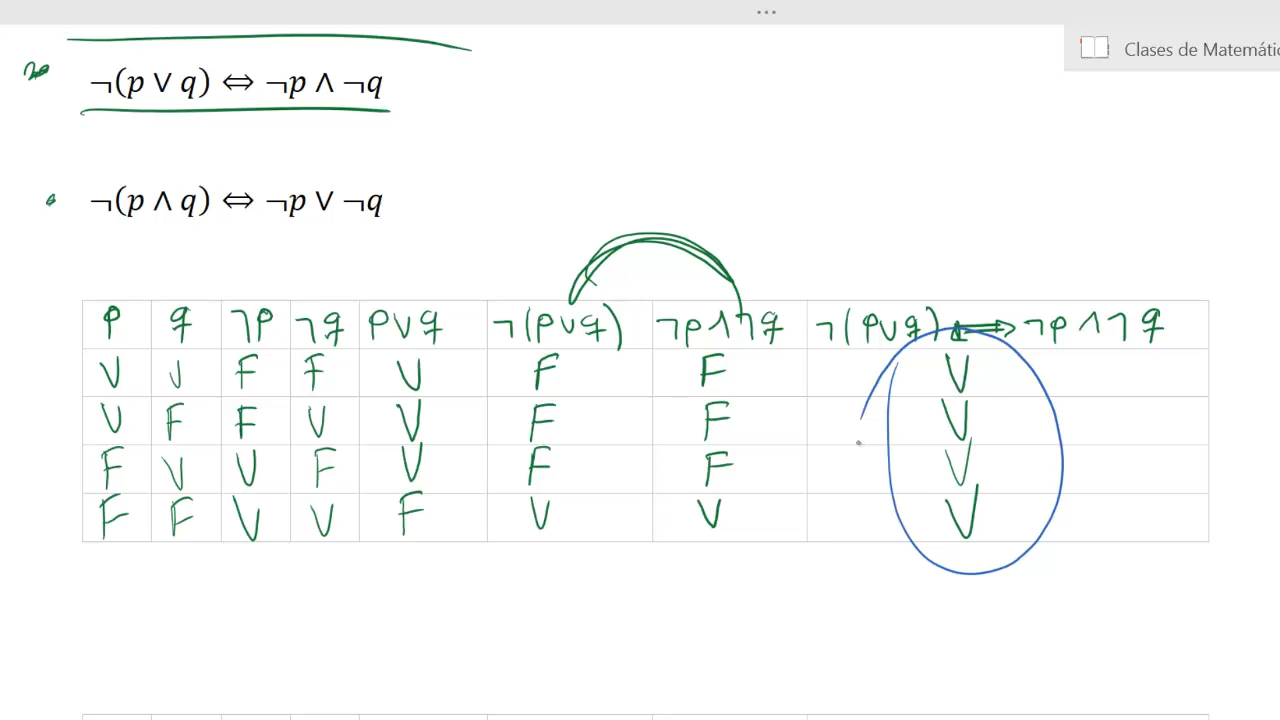 Clases de Matemátic
¬(p ∨ q) ⇔ ¬p ∧ ¬q
¬(p ∧ q) ⇔ ¬p ∨ ¬q
p q ¬p ¬q p∨q ¬(p∨q) ¬p∧¬q ¬(p∨q) ⟺ ¬p∧¬q
V V F F V F F V
V F F V V F F V
F V V F V F F V
F F V V F V V V